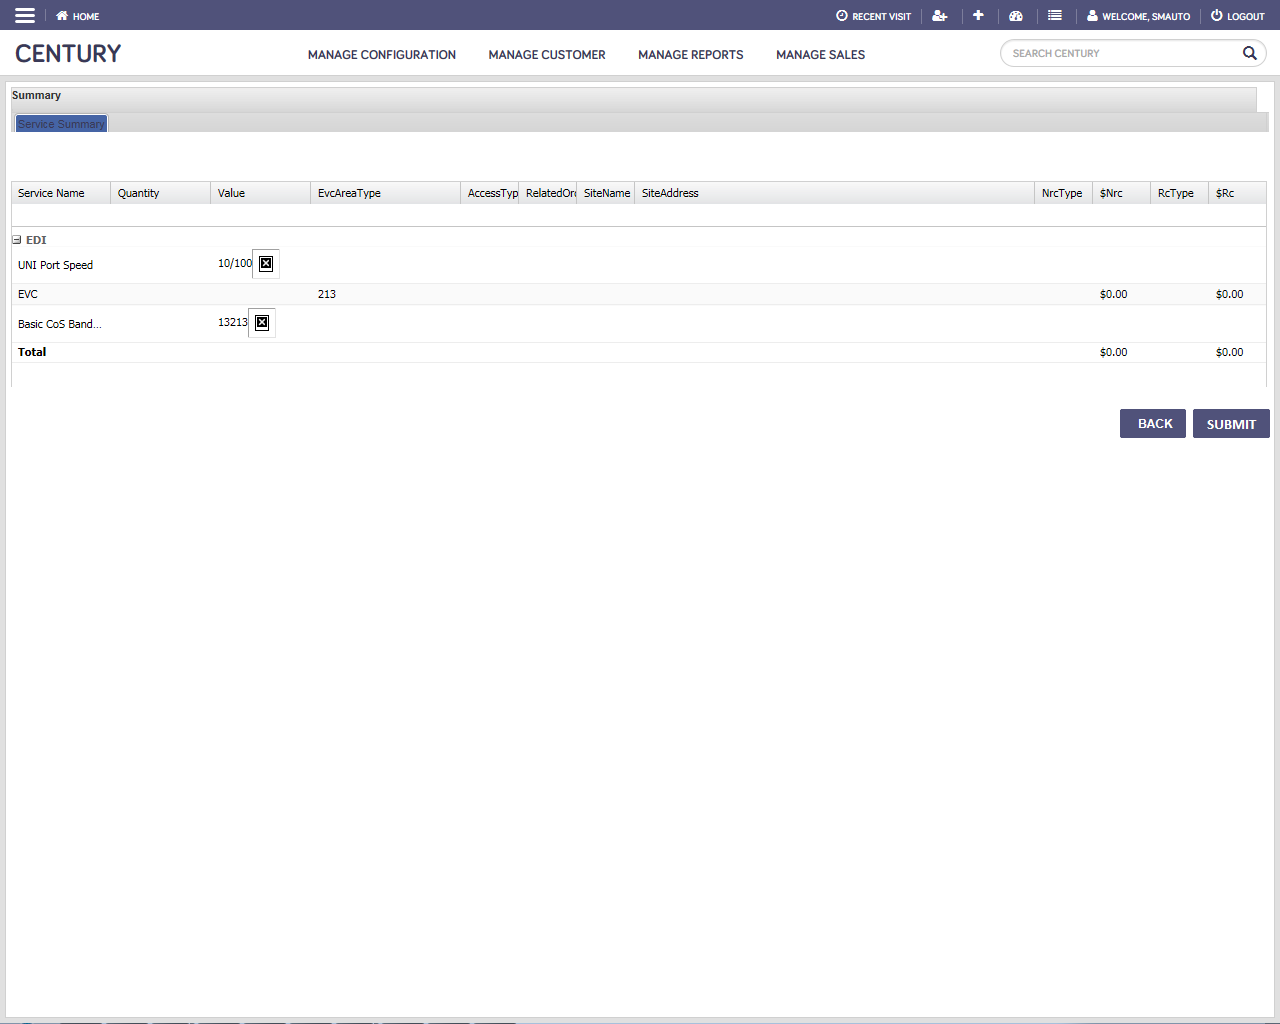 HOME RECENT VISIT WELCOME, SMAUTO LOGOUT
CENTURY MANAGE CONFIGURATION MANAGE CUSTOMER MANAGE REPORTS MANAGE SALES SEARCH CENTURY
Summary
Service Summary
Service Name Quantity Value EvcAreaType AccessTyp RelatedOrd SiteName SiteAddress NrcType $Nrc RcType $Rc
EDI
UNI Port Speed 10/100
EVC 213 $0.00 $0.00
Basic CoS Band... 13213
Total $0.00 $0.00
BACK SUBMIT